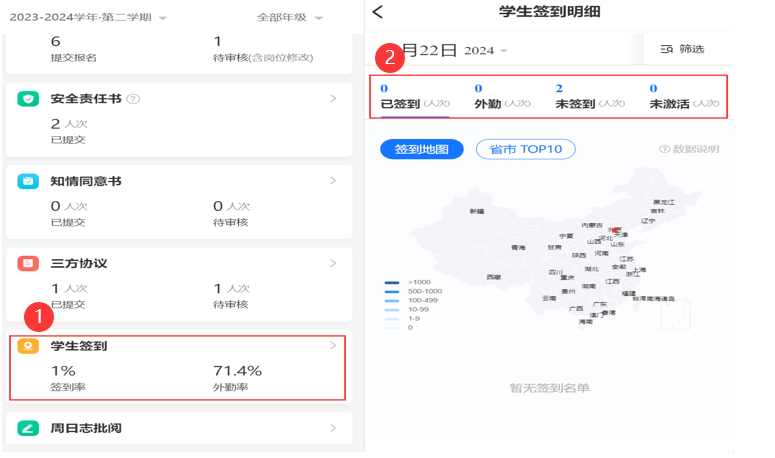 2023-2024学年·第二学期
全部年级
6
1
提交报名
待审核(含岗位修改)
安全责任书
2 人次
已提交
知情同意书
0 人次
0 人次
已提交
待审核
三方协议
1 人次
1 人次
已提交
待审核
1
学生签到
1%
71.4%
签到率
外勤率
周日志批阅
学生签到明细
2
月22日 2024
筛选
0
0
2
0
已签到 (人次)
外勤 (人次)
未签到 (人次)
未激活 (人次)
签到地图
省市 TOP10
数据说明
黑龙江
吉林
新疆
辽宁
内蒙古
北京
天津
宁夏
河北
山西
山东
青海
甘肃
陕西
河南
江苏
安徽
上海
西藏
四川
湖北
浙江
重庆
江西
贵州
湖南
福建
云南
台湾南海诸岛
广东
广西
香港
澳门
海南
>1000
500-1000
100-499
10-99
1-9
0
暂无签到名单